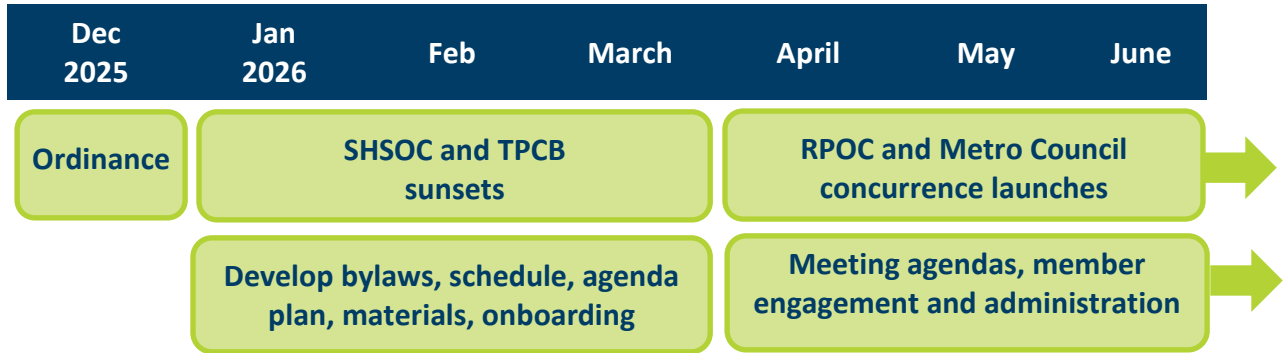 Dec
2025
Jan
2026
Feb
March
April
May
June
Ordinance
SHSOC and TPCB
sunsets
RPOC and Metro Council
concurrence launches
Develop bylaws, schedule, agenda
plan, materials, onboarding
Meeting agendas, member
engagement and administration